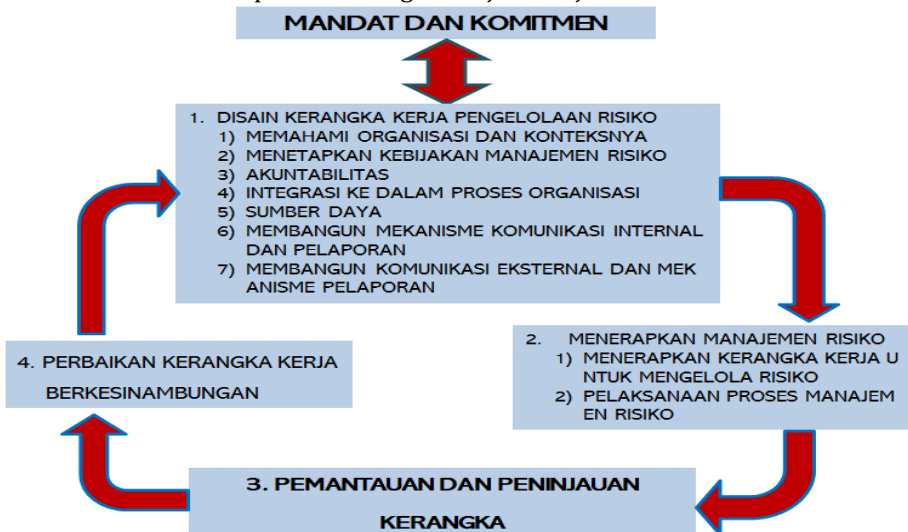 MANDAT DAN KOMITMEN
1. DISAIN KERANGKA KERJA PENGELOLAAN RISIKO
1) MEMAHAMI ORGANISASI DAN KONTEKSNYA
2) MENETAPKAN KEBIJAKAN MANAJEMEN RISIKO
3) AKUNTABILITAS
4) INTEGRASI KE DALAM PROSES ORGANISASI
5) SUMBER DAYA
6) MEMBANGUN MEKANISME KOMUNIKASI INTERNAL
DAN PELAPORAN
7) MEMBANGUN KOMUNIKASI EKSTERNAL DAN MEK
ANISME PELAPORAN
2. MENERAPKAN MANAJEMEN RISIKO
1) MENERAPKAN KERANGKA KERJA U
NTUK MENGELOLA RISIKO
2) PELAKSANAAN PROSES MANAJEM
EN RISIKO
3. PEMANTAUAN DAN PENINJAUAN
KERANGKA
4. PERBAIKAN KERANGKA KERJA
BERKESINAMBUNGAN